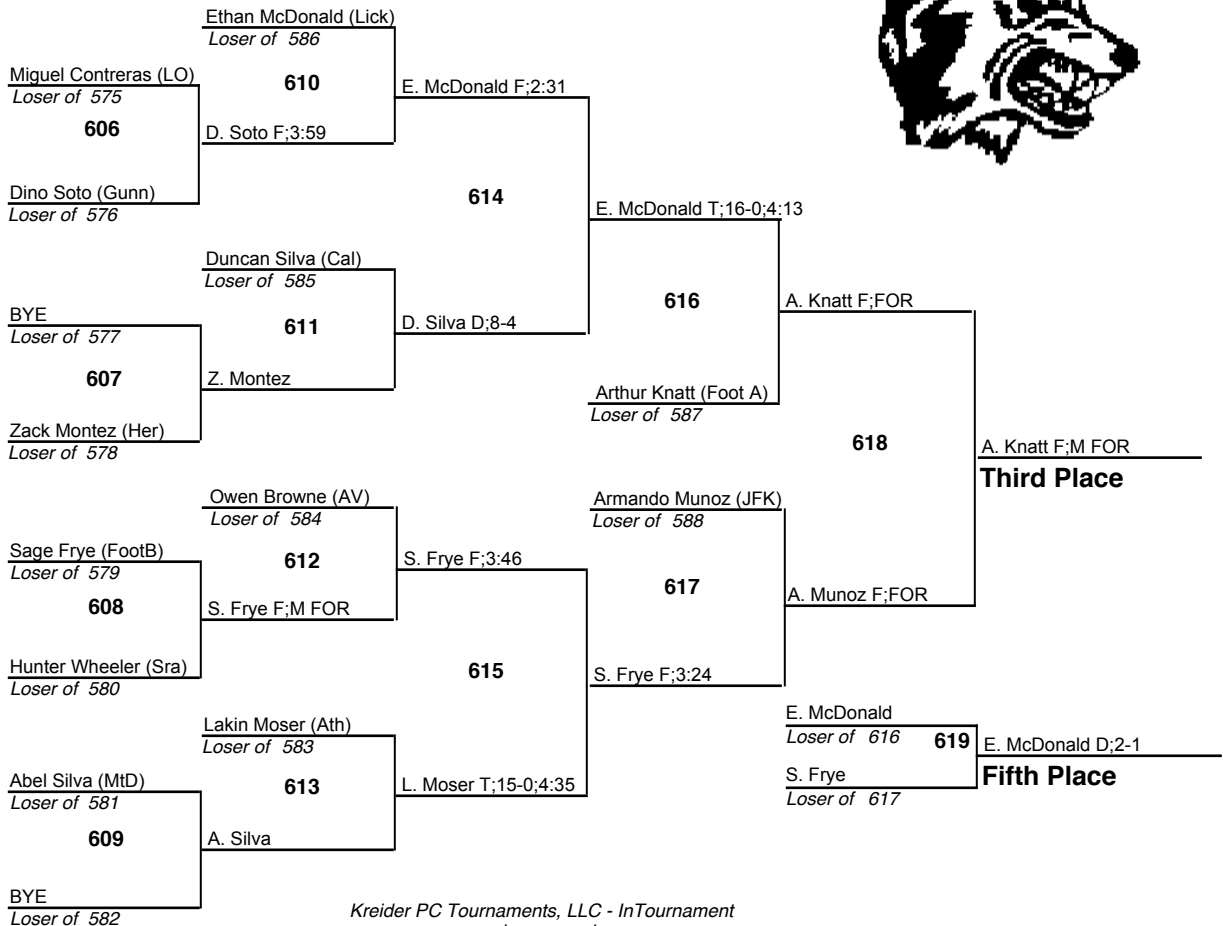 Ethan McDonald (Lick)
Loser of 586
Miguel Contreras (LO)
Loser of 575
610
E. McDonald F;2:31
606
D. Soto F;3:59
Dino Soto (Gunn)
Loser of 576
614
E. McDonald T;16-0;4:13
Duncan Silva (Cal)
Loser of 585
616
A. Knatt F;FOR
BYE
Loser of 577
611
D. Silva D;8-4
607
Z. Montez
Arthur Knatt (Foot A)
Loser of 587
Zack Montez (Her)
Loser of 578
618
A. Knatt F;M FOR
Third Place
Owen Browne (AV)
Loser of 584
Armando Munoz (JFK)
Loser of 588
Sage Frye (FootB)
Loser of 579
612
S. Frye F;3:46
617
A. Munoz F;FOR
608
S. Frye F;M FOR
Hunter Wheeler (Sra)
Loser of 580
615
S. Frye F;3:24
Lakin Moser (Ath)
Loser of 583
E. McDonald
Loser of 616
619
E. McDonald D;2-1
Fifth Place
Abel Silva (MtD)
Loser of 581
613
L. Moser T;15-0;4:35
S. Frye
Loser of 617
609
A. Silva
BYE
Loser of 582
Kreider PC Tournaments, LLC - InTournament